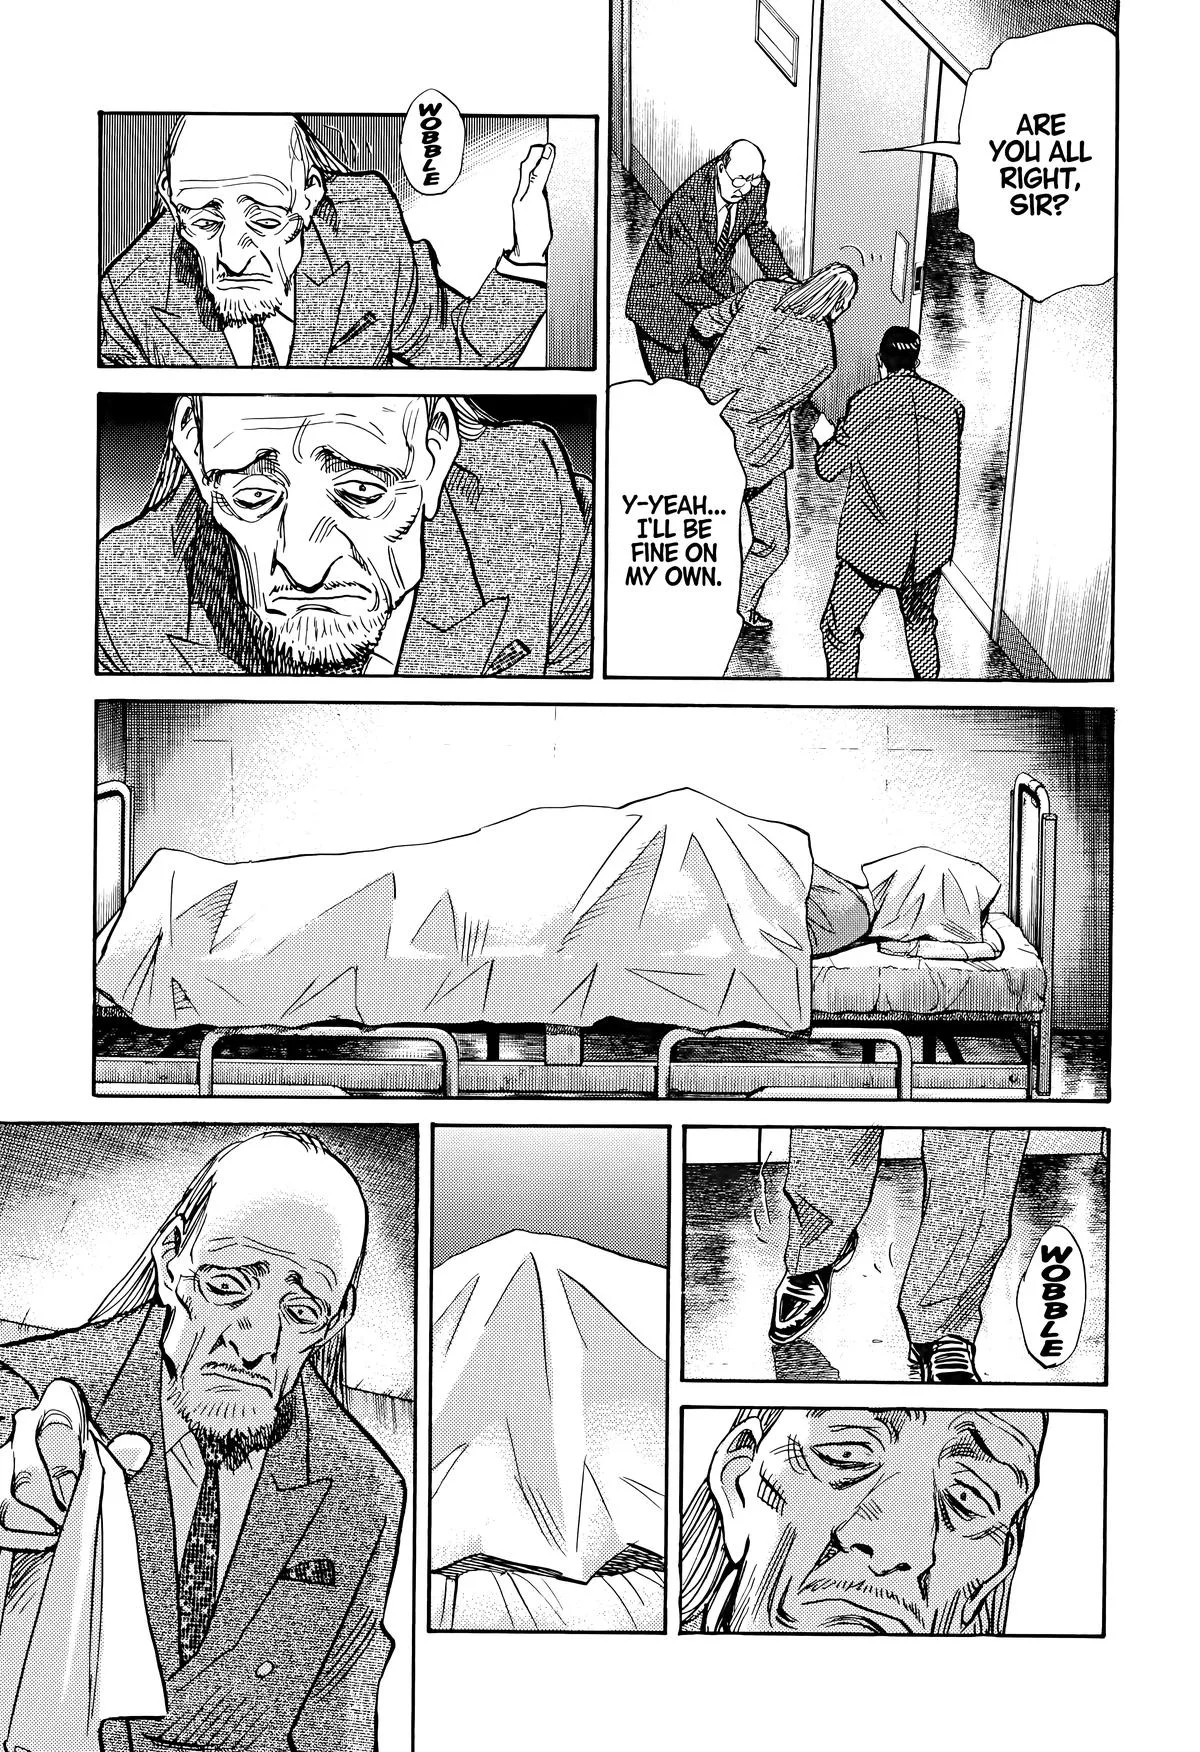 ARE
YOU ALL
RIGHT,
SIR?
Y-YEAH...
I'LL BE
FINE ON
MY OWN.
WOBBLE
WOBBLE